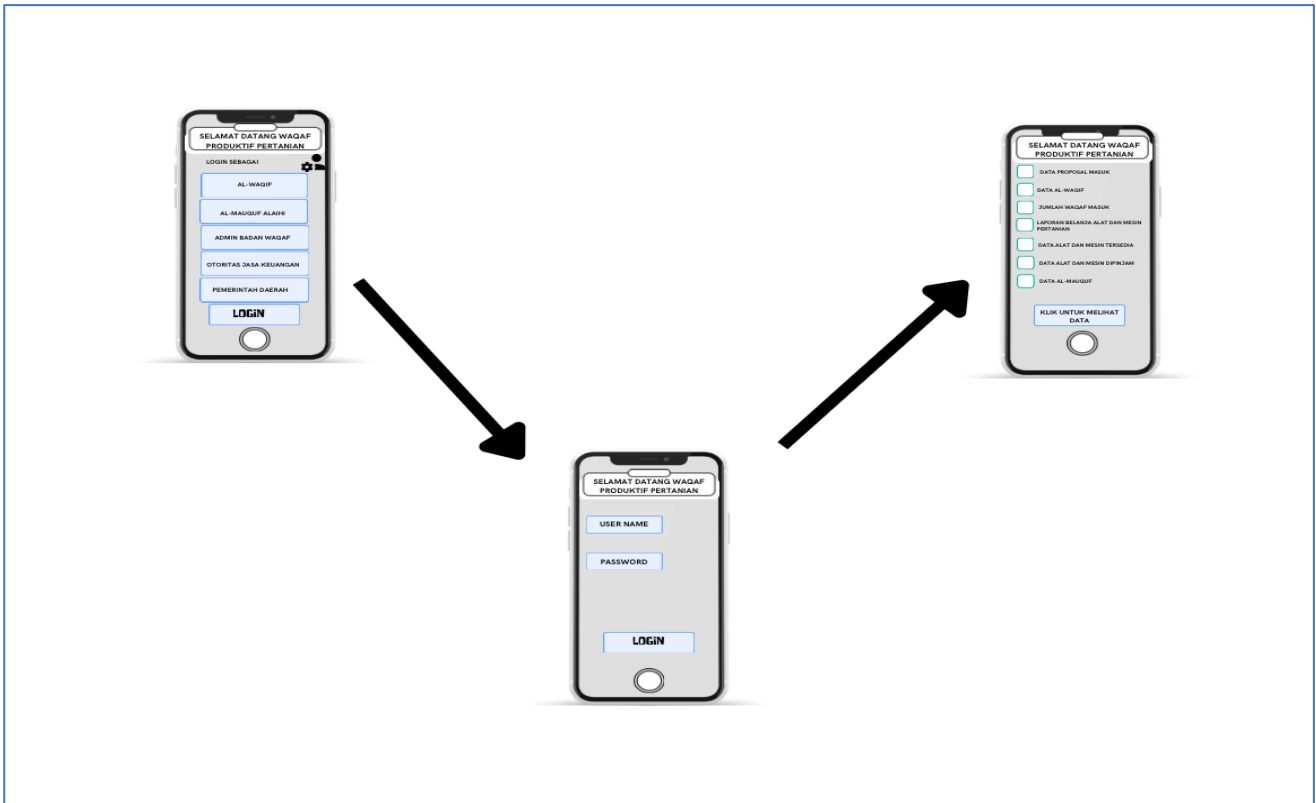 SELAMAT DATANG WAQAF
PRODUKTIF PERTANIAN
LOGIN SEBAGAI
AL-WAQIF
AL-MAUQUF ALAIHI
ADMIN BADAN WAQAF
OTORITAS JASA KEUANGAN
PEMERINTAH DAERAH
LOGiN
SELAMAT DATANG WAQAF
PRODUKTIF PERTANIAN
USER NAME
PASSWORD
LOGiN
SELAMAT DATANG WAQAF
PRODUKTIF PERTANIAN
DATA PROPOSAL MASUK
DATA AL-WAQIF
JUMLAH WAQAF MASUK
LAPORAN BELANJA ALAT DAN MESIN
PERTANIAN
DATA ALAT DAN MESIN TERSEDIA
DATA ALAT DAN MESIN DIPINJAM
DATA AL-MAUQUF
KLIK UNTUK MELIHAT
DATA